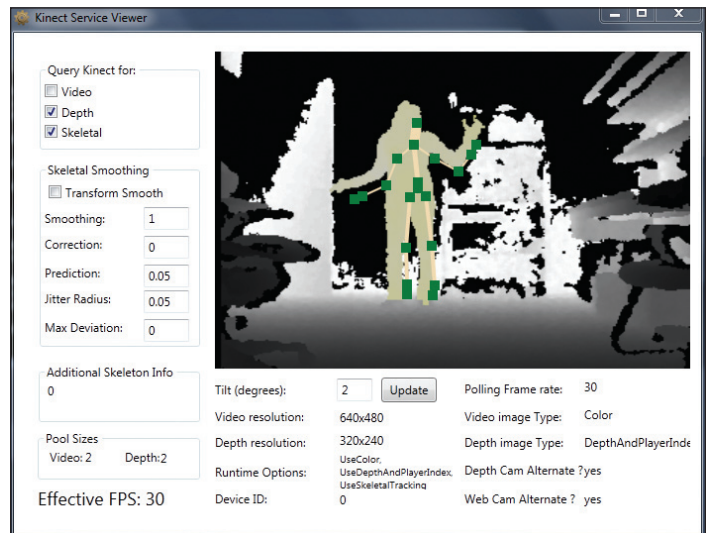 Kinect Service Viewer
Query Kinect for:
Video
Depth
Skeletal
Skeletal Smoothing
Transform Smooth
Smoothing: 1
Correction: 0
Prediction: 0.05
Jitter Radius: 0.05
Max Deviation: 0
Additional Skeleton Info
0
Pool Sizes
Video: 2 Depth:2
Effective FPS: 30
Tilt (degrees): 2 Update
Video resolution: 640x480
Depth resolution: 320x240
Runtime Options: UseColor,
UseDepthAndPlayerIndex,
UseSkeletalTracking
Device ID: 0
Polling Frame rate: 30
Video image Type: Color
Depth image Type: DepthAndPlayerInde
Depth Cam Alternate ?yes
Web Cam Alternate ? yes